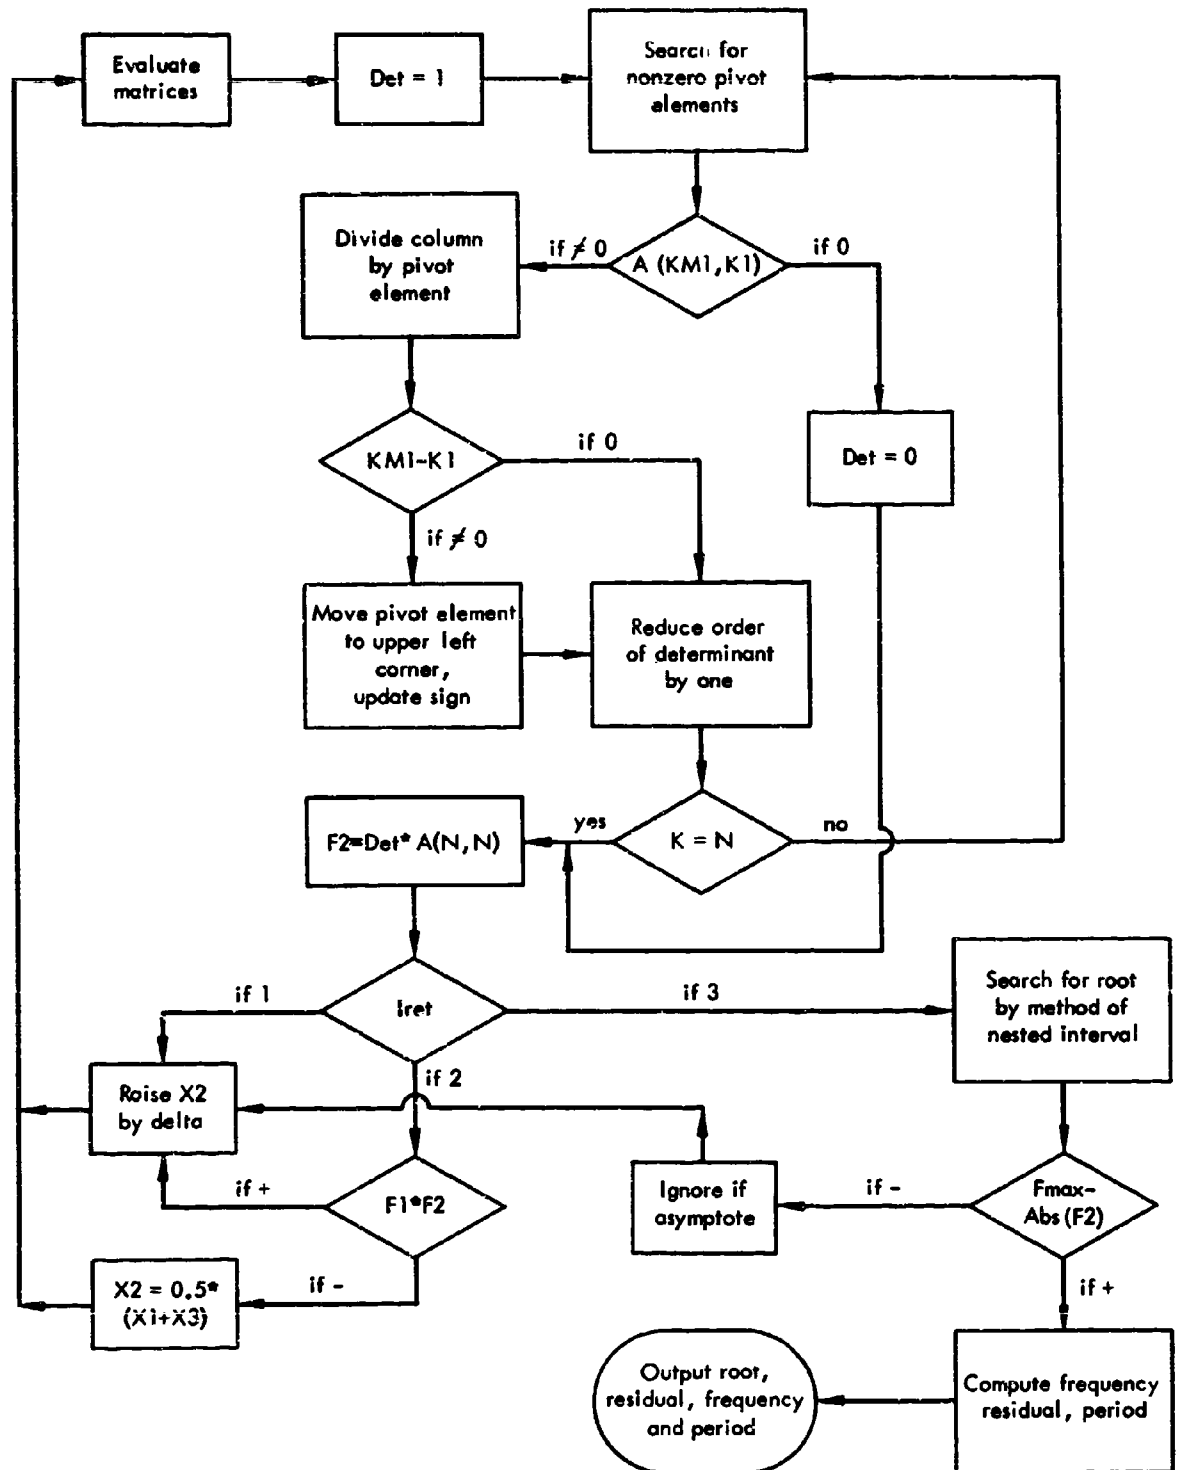 Evaluate
matrices
Det = 1
Search for
nonzero pivot
elements
Divide column
by pivot
element
if ≠ 0
A (KM1, K1)
if 0
KM1-K1
if 0
Det = 0
if ≠ 0
Move pivot element
to upper left
corner,
update sign
Reduce order
of determinant
by one
F2=Det* A(N, N)
yes
K = N
no
if 1
Iret
if 3
Search for root
by method of
nested interval
if 2
Raise X2
by delta
if +
F1*F2
Ignore if
asymptote
if -
Fmax-
Abs (F2)
X2 = 0.5*
(X1+X3)
if -
if +
Output root,
residual, frequency
and period
Compute frequency
residual, period